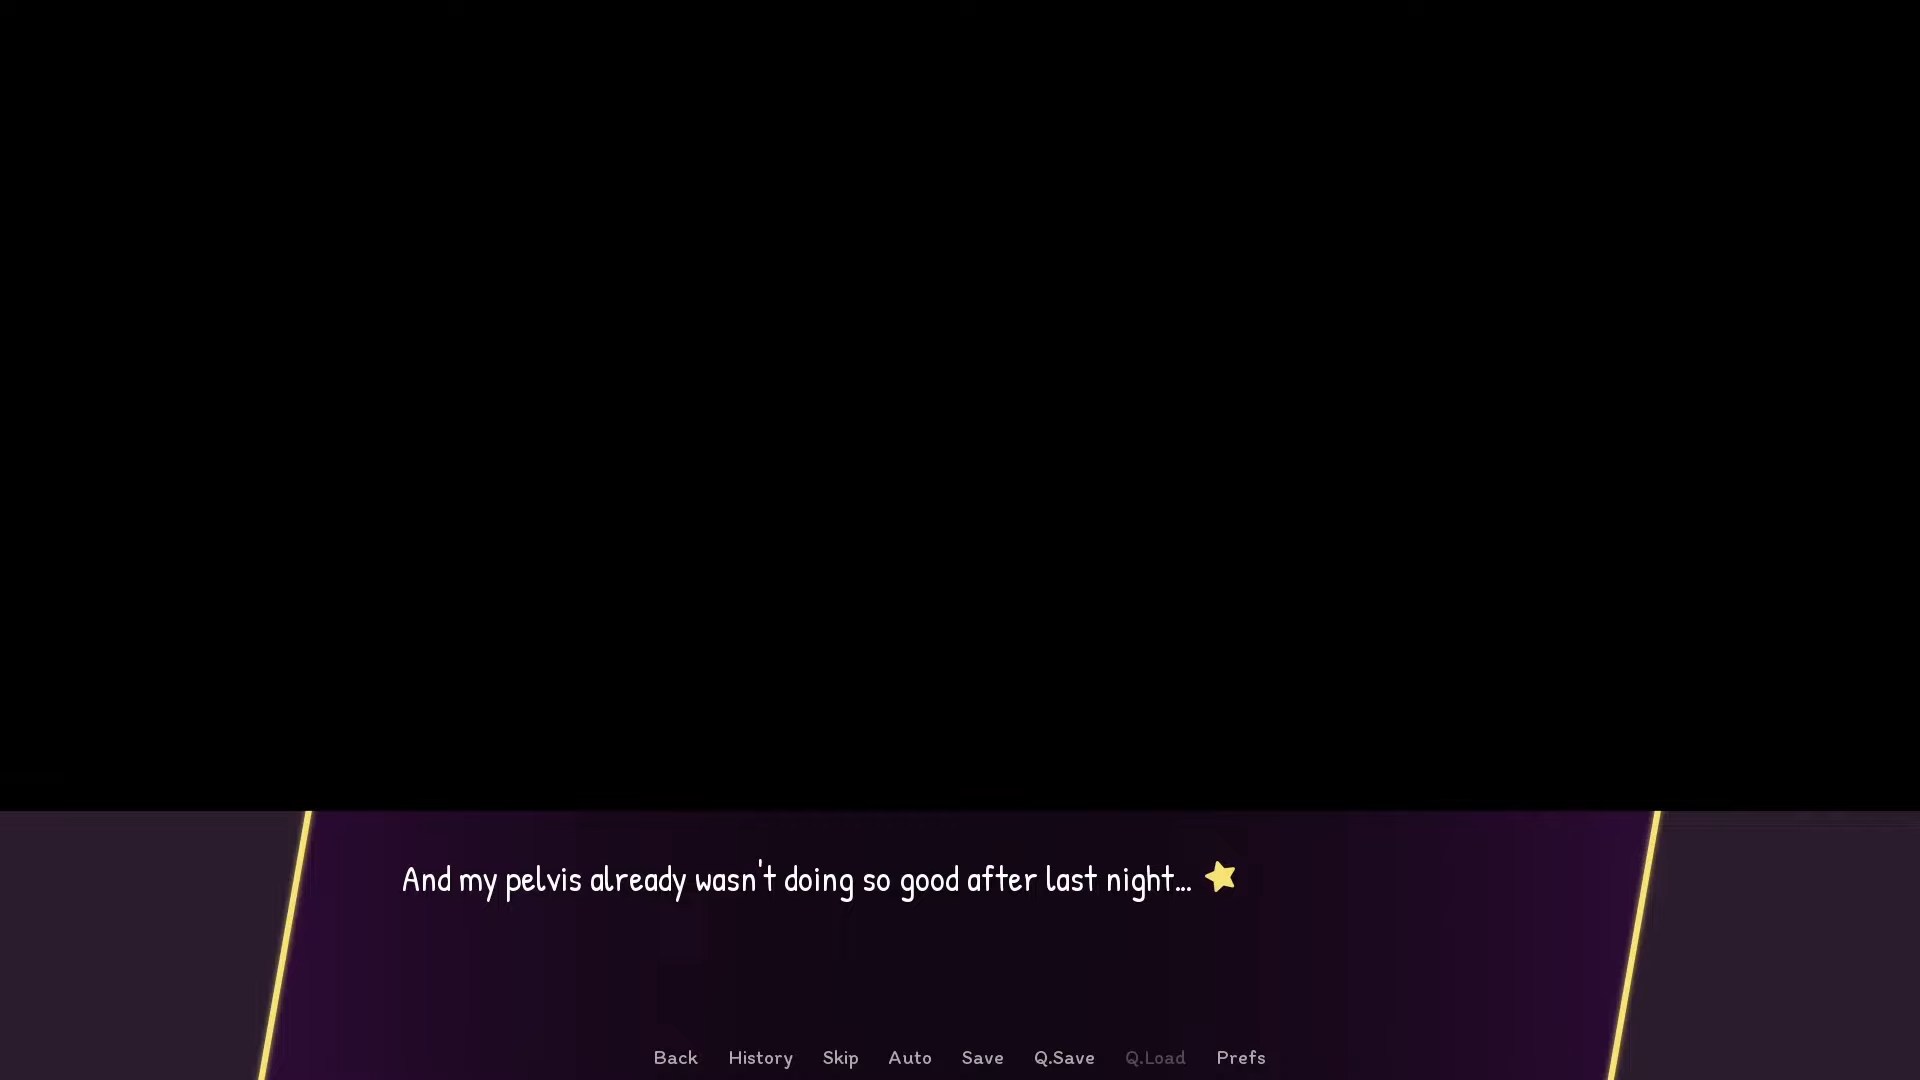 And my pelvis already wasn't doing so good after last night...
Back History Skip Auto Save Q.Save Q.Load Prefs